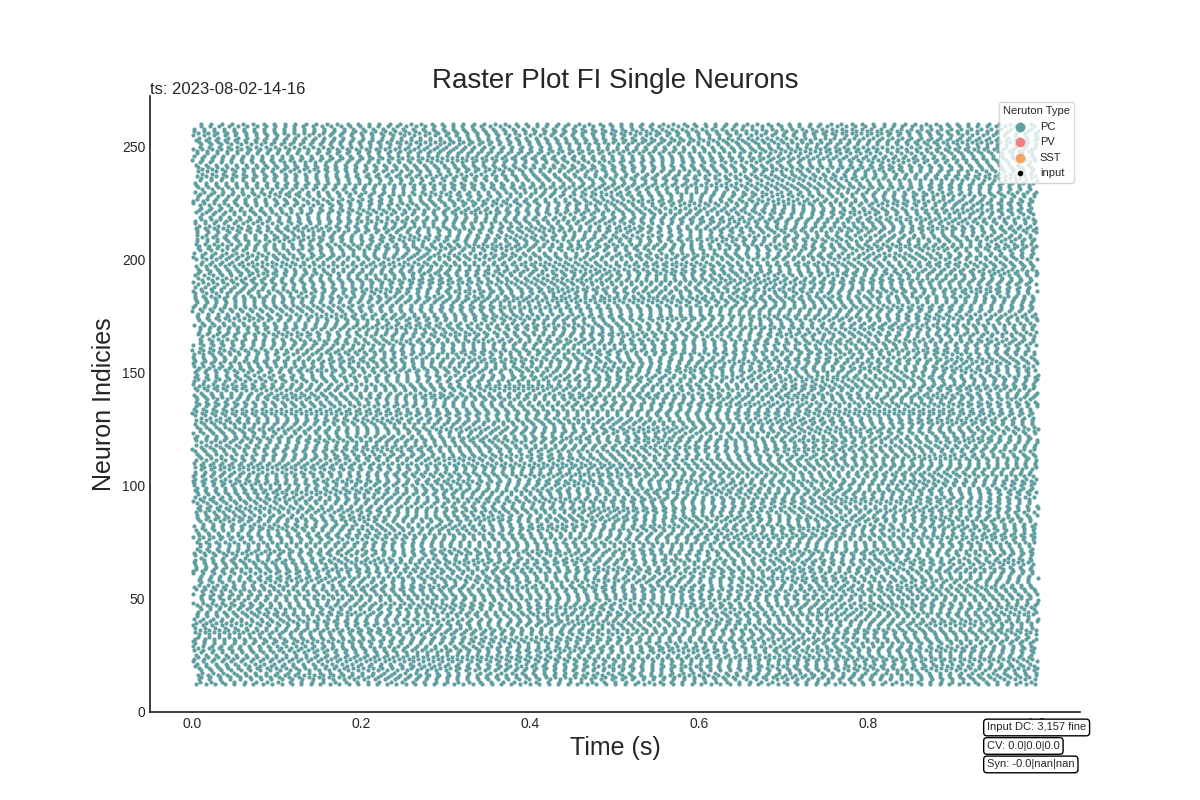 Raster Plot FI Single Neurons
ts: 2023-08-02-14-16
Neruton Type
PC
PV
SST
input
Neuron Indicies
250
200
150
100
50
0
0.0 0.2 0.4 0.6 0.8
Time (s)
Input DC: 3,157 fine
CV: 0.0|0.0|0.0
Syn: -0.0|nan|nan